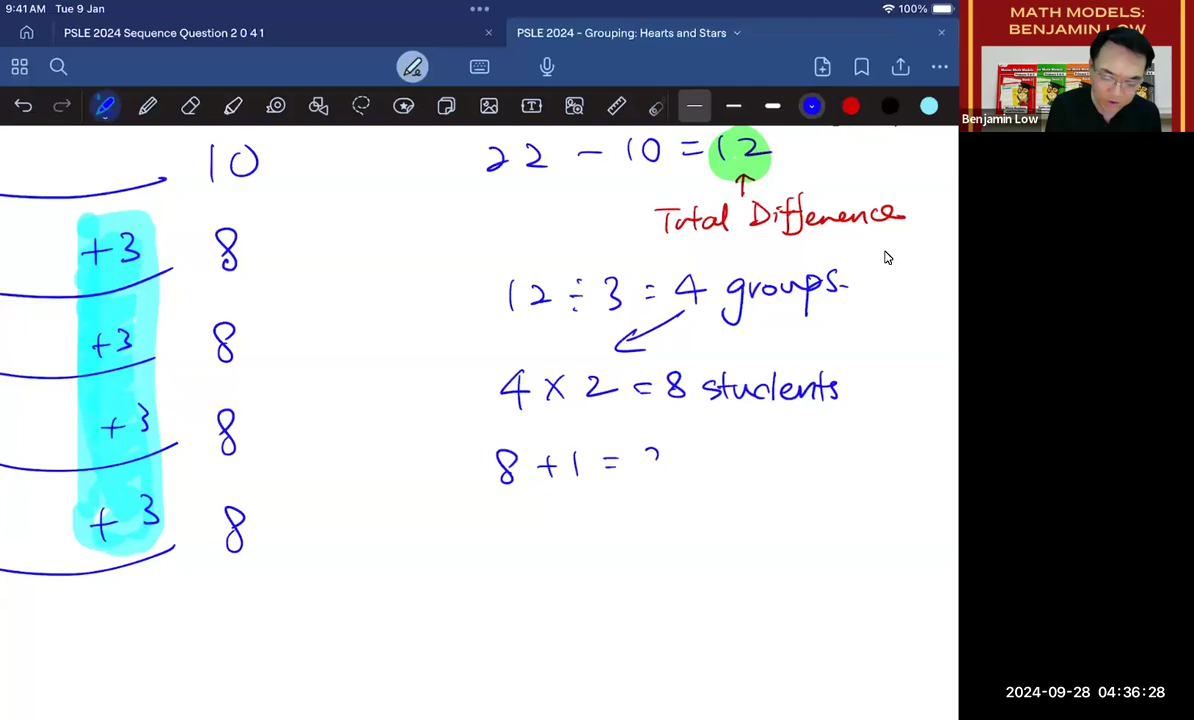 9:41 AM Tue 9 Jan
100%
PSLE 2024 Sequence Question 2 0 4 1
PSLE 2024 - Grouping: Hearts and Stars
MATH MODELS:
BENJAMIN LOW
Benjamin Low
10
+3 8
+3 8
+3 8
+3 8
22 - 10 = 12
Total Difference
12 ÷ 3 = 4 groups.
4 × 2 = 8 students
8 + 1 =
2024-09-28 04:36:28